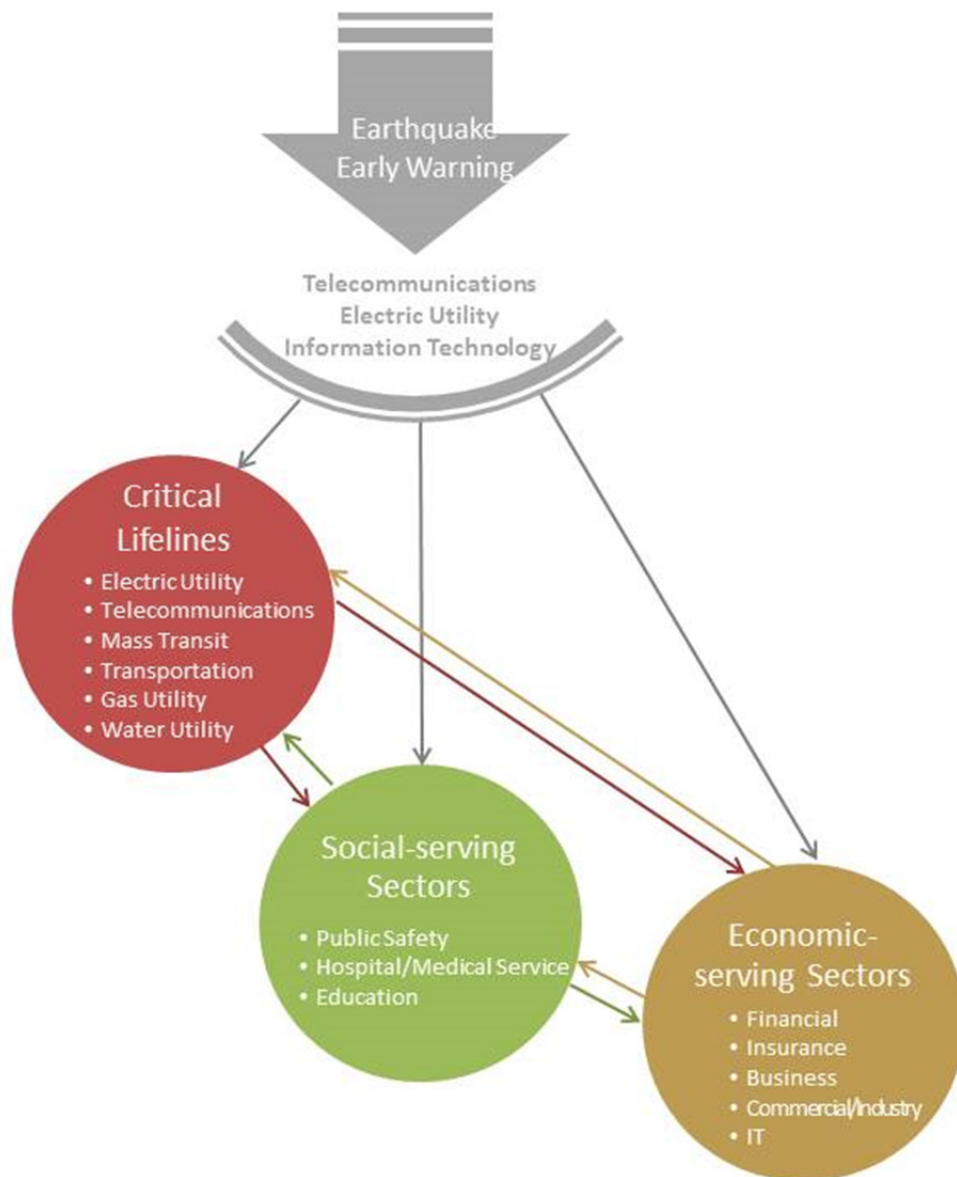 Earthquake
Early Warning
Telecommunications
Electric Utility
Information Technology
Critical
Lifelines
• Electric Utility
• Telecommunications
• Mass Transit
• Transportation
• Gas Utility
• Water Utility
Social-serving
Sectors
• Public Safety
• Hospital/Medical Service
• Education
Economic-
serving Sectors
• Financial
• Insurance
• Business
• Commercial/Industry
• IT